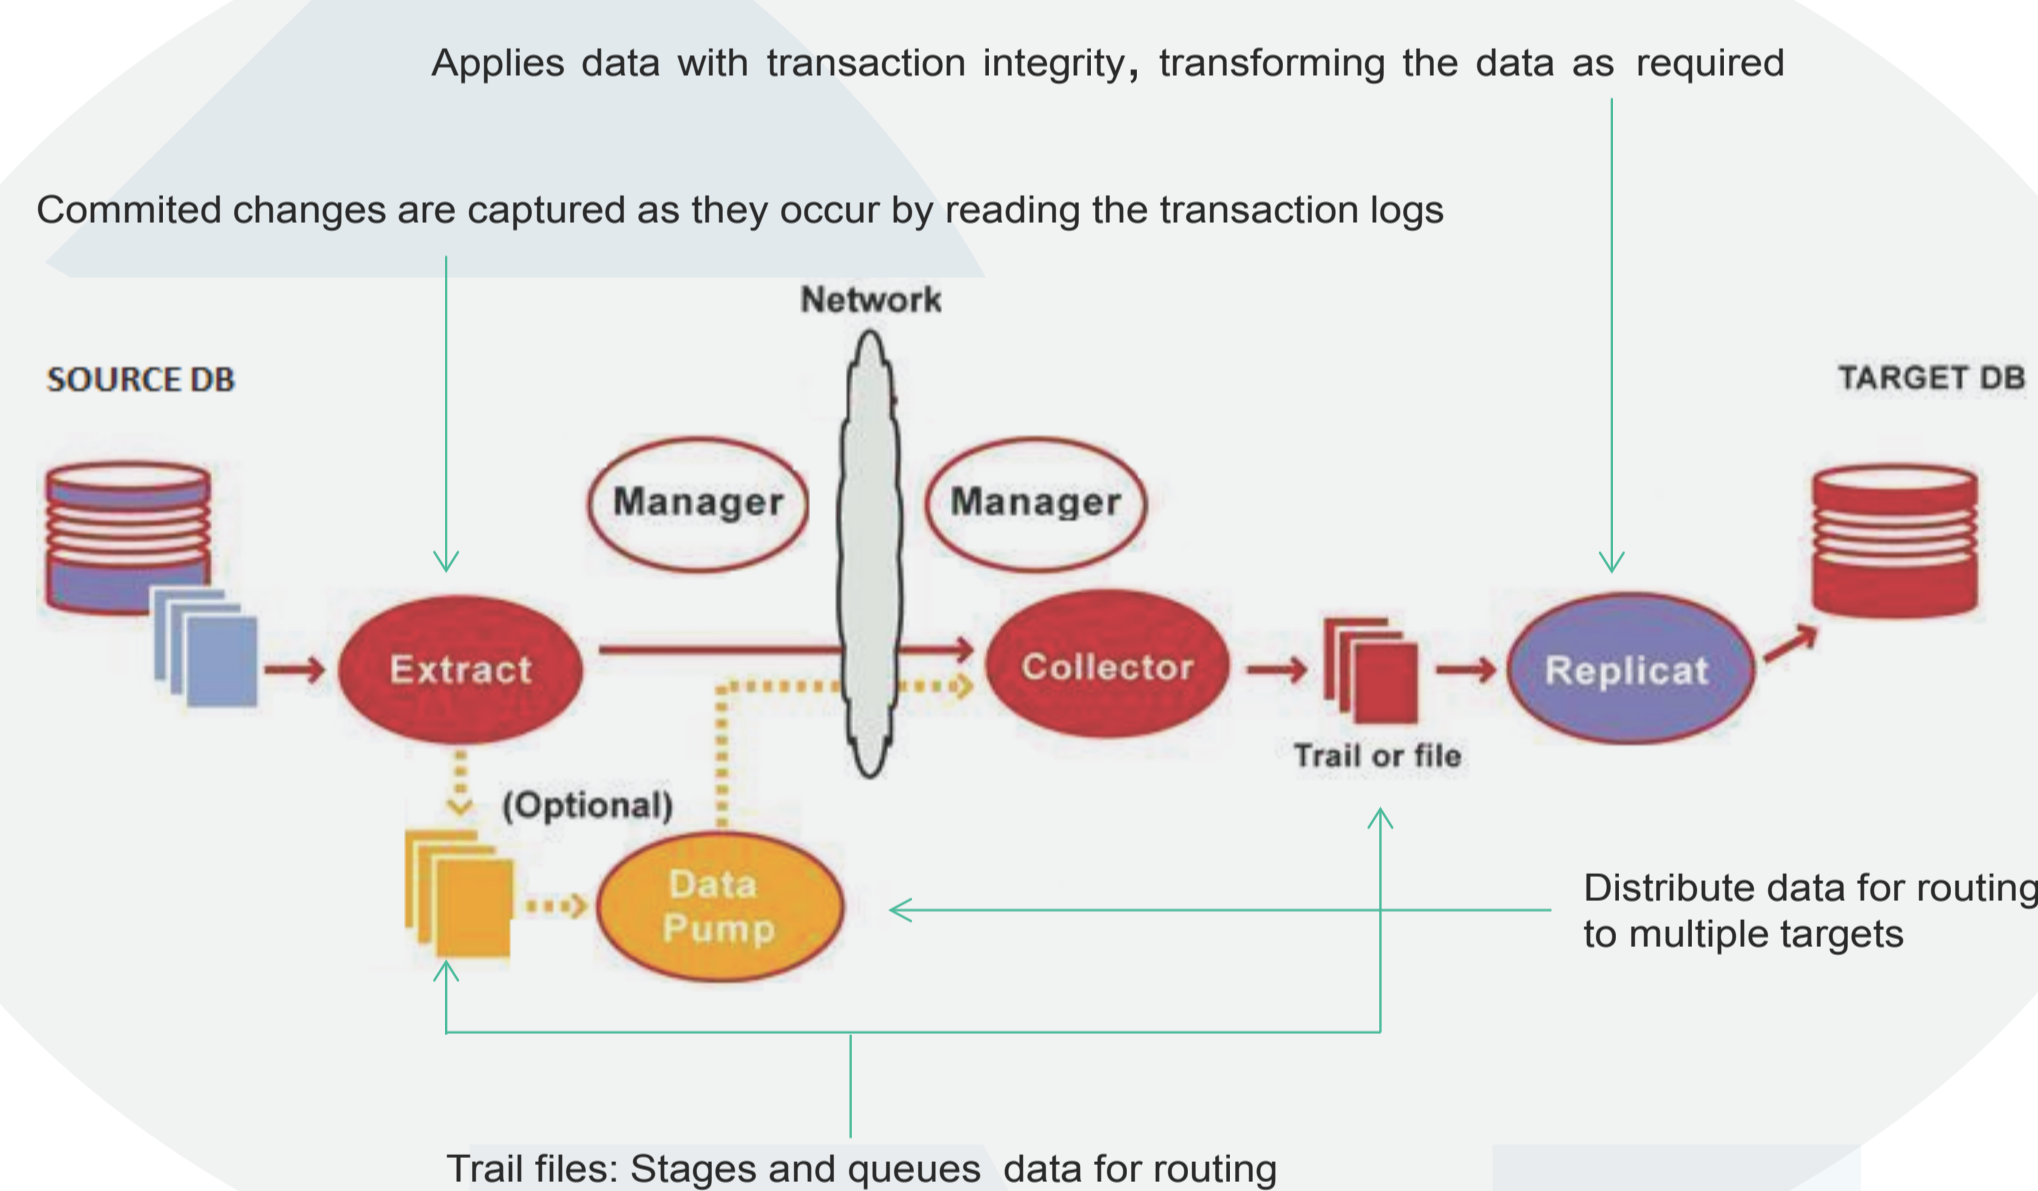 Applies data with transaction integrity, transforming the data as required
Commited changes are captured as they occur by reading the transaction logs
Network
SOURCE DB
TARGET DB
Manager
Manager
Extract
Collector
Replicat
Trail or file
(Optional)
Data
Pump
Distribute data for routing
to multiple targets
Trail files: Stages and queues data for routing